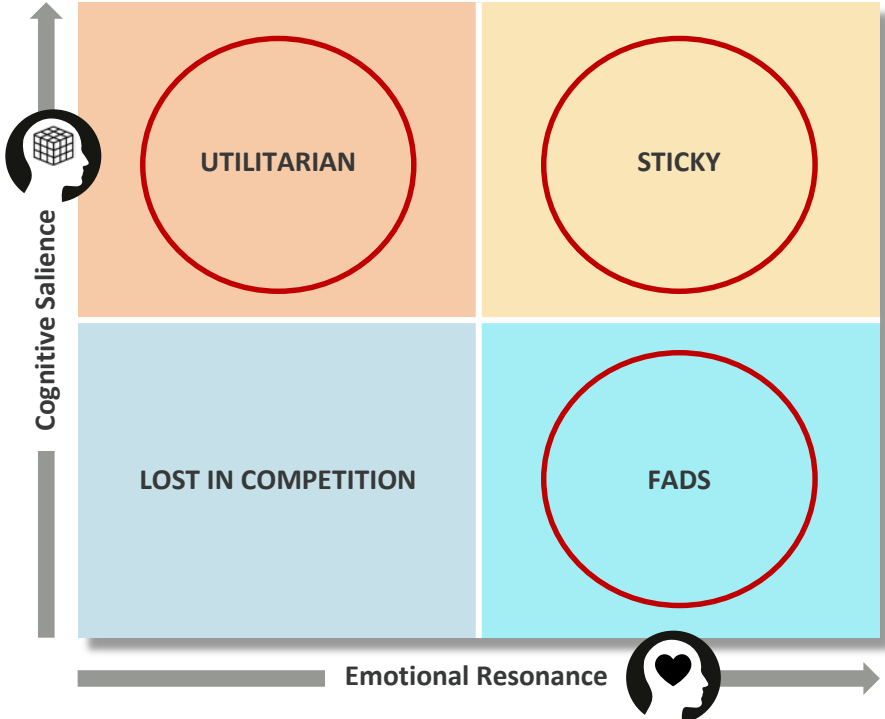 UTILITARIAN
STICKY
Cognitive Salience
LOST IN COMPETITION
FADS
Emotional Resonance